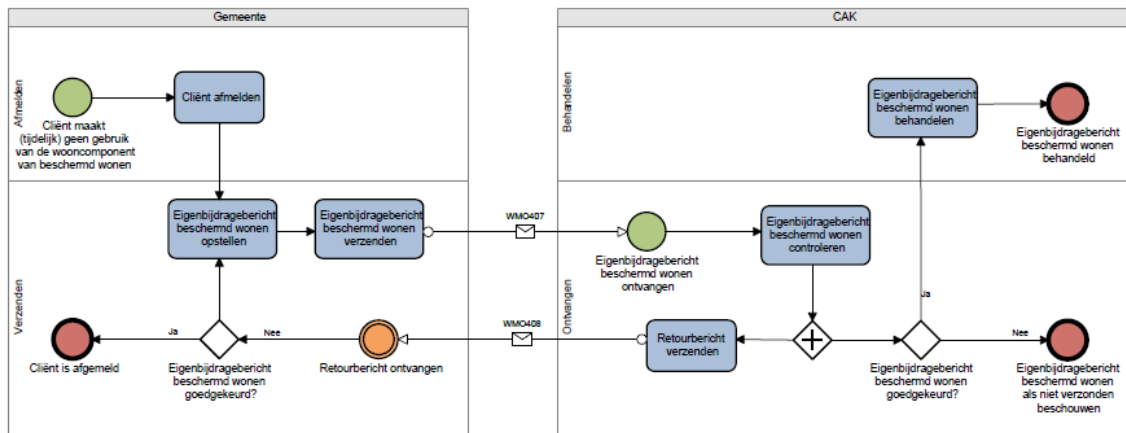 Gemeente
CAK
Afmelden
Cliënt afmelden
Cliënt maakt
(tijdelijk) geen gebruik
van de wooncomponent
van beschermd wonen
Behandelen
Eigenbijdragebericht
beschermd wonen
behandelen
Eigenbijdragebericht
beschermd wonen
behandeld
Verzenden
Eigenbijdragebericht
beschermd wonen
opstellen
Eigenbijdragebericht
beschermd wonen
verzenden
WMO407
Ontvangen
Eigenbijdragebericht
beschermd wonen
ontvangen
Eigenbijdragebericht
beschermd wonen
controleren
Ja
Cliënt is afgemeld
Ja
Nee
Eigenbijdragebericht
beschermd wonen
goedgekeurd?
Retourbericht ontvangen
WMO408
Retourbericht
verzenden
Eigenbijdragebericht
beschermd wonen
goedgekeurd?
Nee
Eigenbijdragebericht
beschermd wonen
als niet verzonden
beschouwen